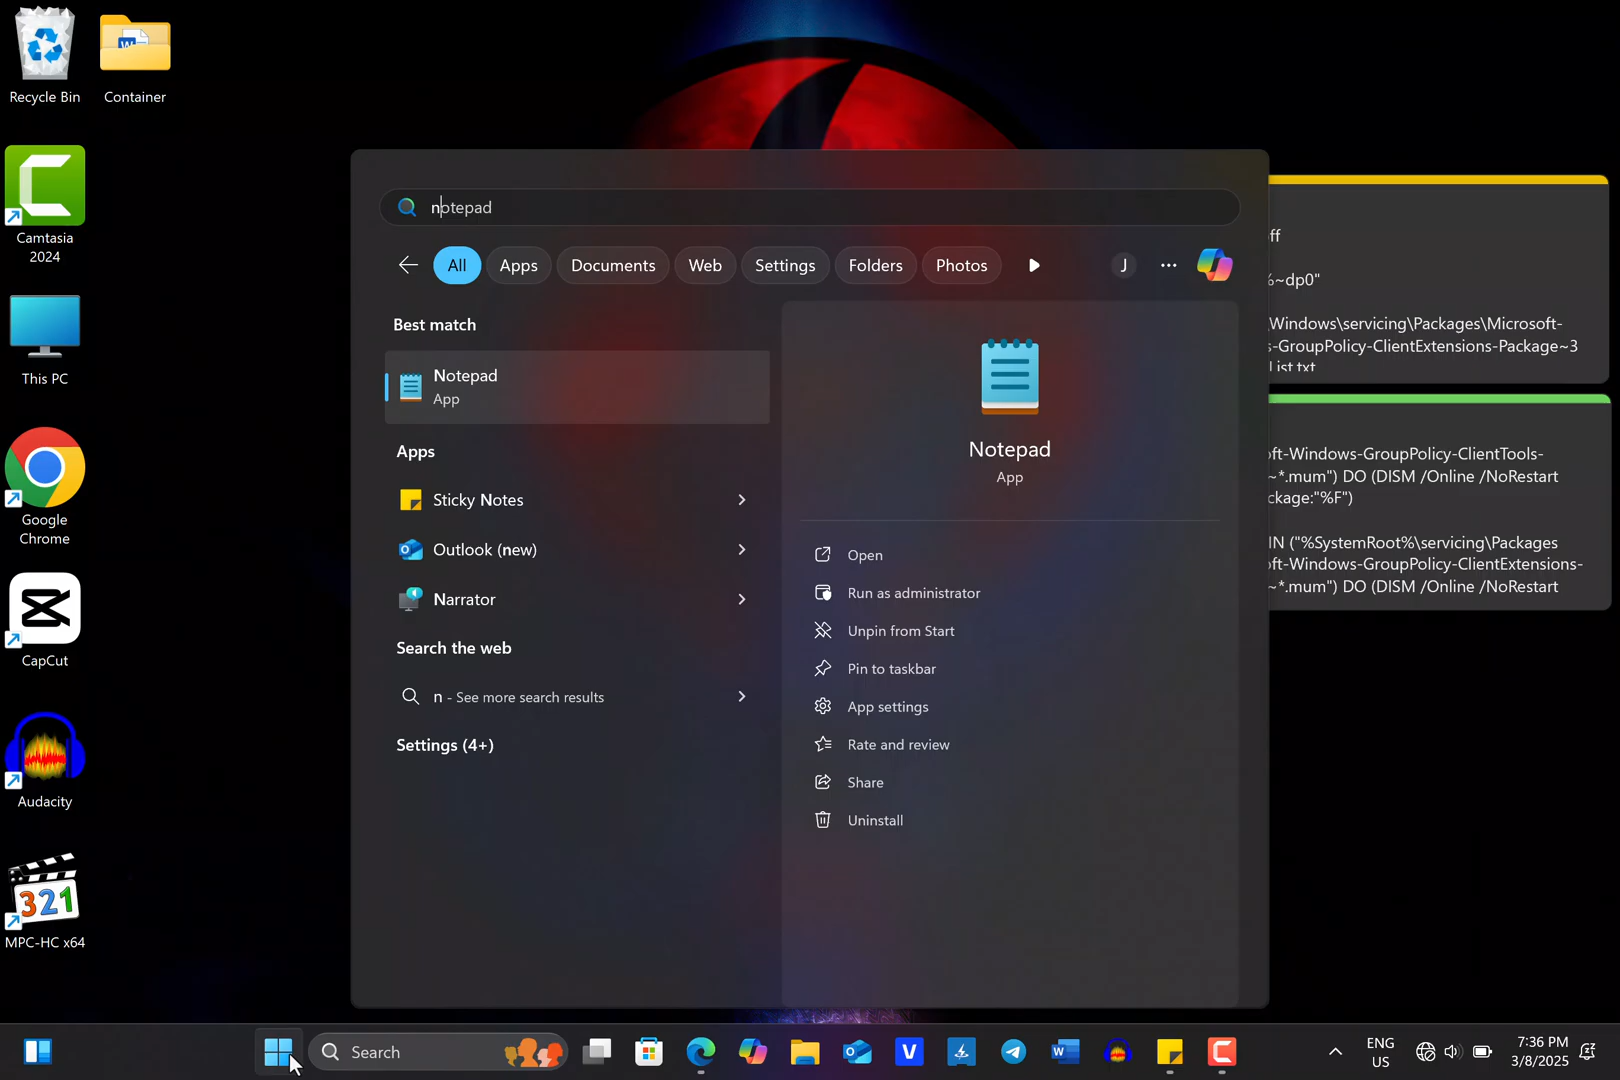 Recycle Bin
Container
Camtasia
2024
This PC
Google
Chrome
CapCut
Audacity
321
MPC-HC x64
notepad
All
Apps
Documents
Web
Settings
Folders
Photos
J
Best match
Notepad
App
Apps
Sticky Notes
Outlook (new)
Narrator
Search the web
n - See more search results
Settings (4+)
Notepad
App
Open
Run as administrator
Unpin from Start
Pin to taskbar
App settings
Rate and review
Share
Uninstall
ff
%~dp0"
\Windows\servicing\Packages\Microsoft-
s-GroupPolicy-ClientExtensions-Package~3
List.txt
oft-Windows-GroupPolicy-ClientTools-
~*.mum") DO (DISM /Online /NoRestart
ckage:"%F")
IN ("%SystemRoot%\servicing\Packages
oft-Windows-GroupPolicy-ClientExtensions-
~*.mum") DO (DISM /Online /NoRestart
Search
ENG
US
7:36 PM
3/8/2025